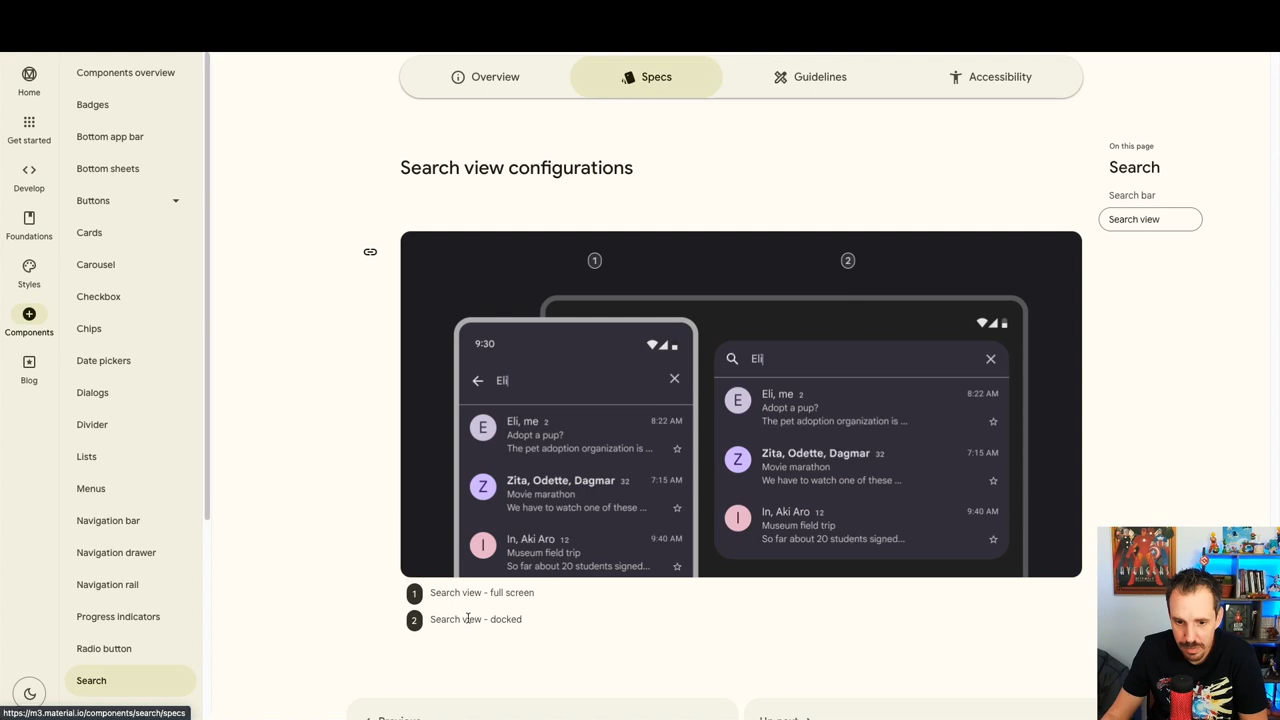 Home
Get started
Develop
Foundations
Styles
Components
Blog
Components overview
Badges
Bottom app bar
Bottom sheets
Buttons
Cards
Carousel
Checkbox
Chips
Date pickers
Dialogs
Divider
Lists
Menus
Navigation bar
Navigation drawer
Navigation rail
Progress indicators
Radio button
Search
https://m3.material.io/components/search/specs
Overview
Specs
Guidelines
Accessibility
Search view configurations
1
2
9:30
Eli
E
Eli, me 2
8:22 AM
Adopt a pup?
The pet adoption organization is ...
Z
Zita, Odette, Dagmar 32
7:15 AM
Movie marathon
We have to watch one of these ...
I
In, Aki Aro 12
9:40 AM
Museum field trip
So far about 20 students signed...
Eli
E
Eli, me 2
8:22 AM
Adopt a pup?
The pet adoption organization is ...
Z
Zita, Odette, Dagmar 32
7:15 AM
Movie marathon
We have to watch one of these ...
I
In, Aki Aro 12
9:40 AM
Museum field trip
So far about 20 students signed...
1 Search view - full screen
2 Search view - docked
On this page
Search
Search bar
Search view
AVENGERS